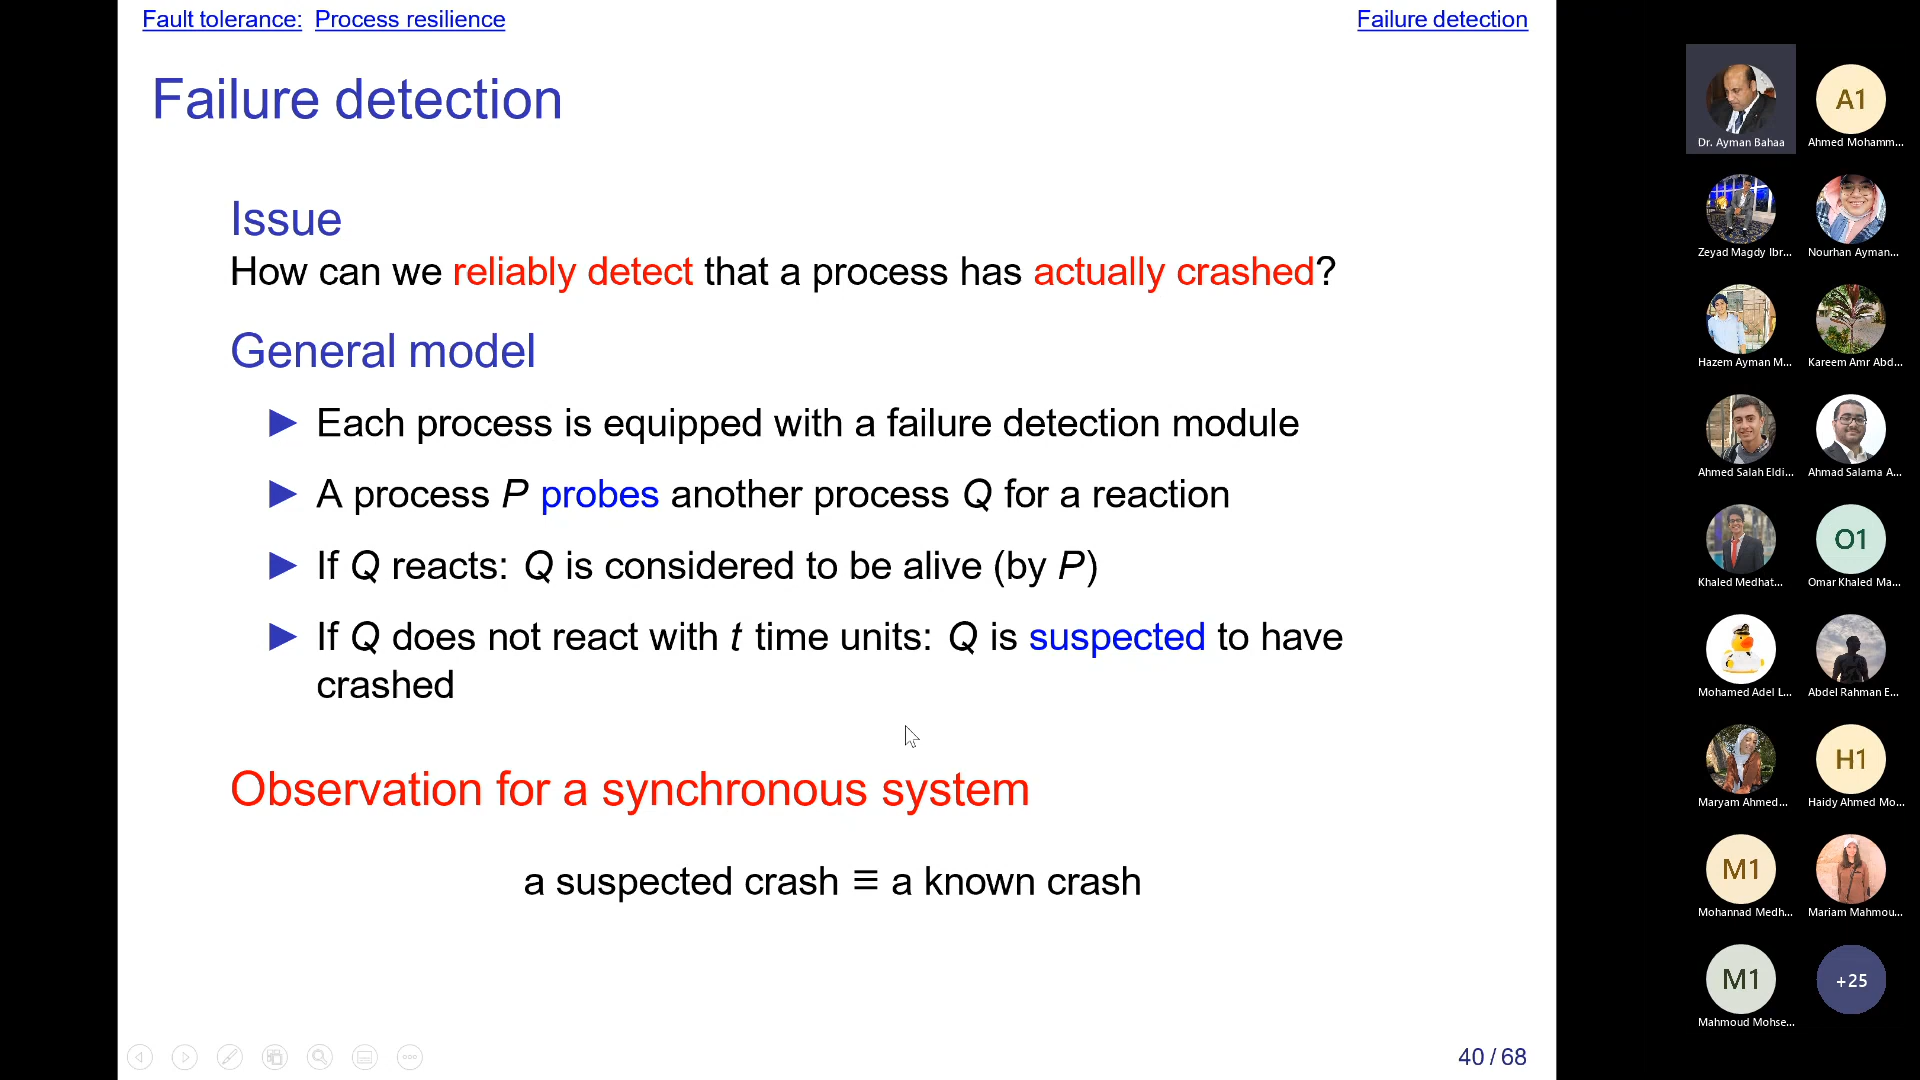 Fault tolerance: Process resilience
Failure detection
Failure detection
Issue
How can we reliably detect that a process has actually crashed?
General model
Each process is equipped with a failure detection module
A process P probes another process Q for a reaction
If Q reacts: Q is considered to be alive (by P)
If Q does not react with t time units: Q is suspected to have
crashed
Observation for a synchronous system
a suspected crash ≡ a known crash
40 / 68
Dr. Ayman Bahaa
A1
Ahmed Mohamm...
Zeyad Magdy Ibr...
Nourhan Ayman...
Hazem Ayman M...
Kareem Amr Abd...
Ahmed Salah Eldi...
Ahmad Salama A...
Khaled Medhat...
O1
Omar Khaled Ma...
Mohamed Adel L...
Abdel Rahman E...
Maryam Ahmed...
H1
Haidy Ahmed Mo...
M1
Mohannad Medh...
Mariam Mahmou...
M1
Mahmoud Mohse...
+25